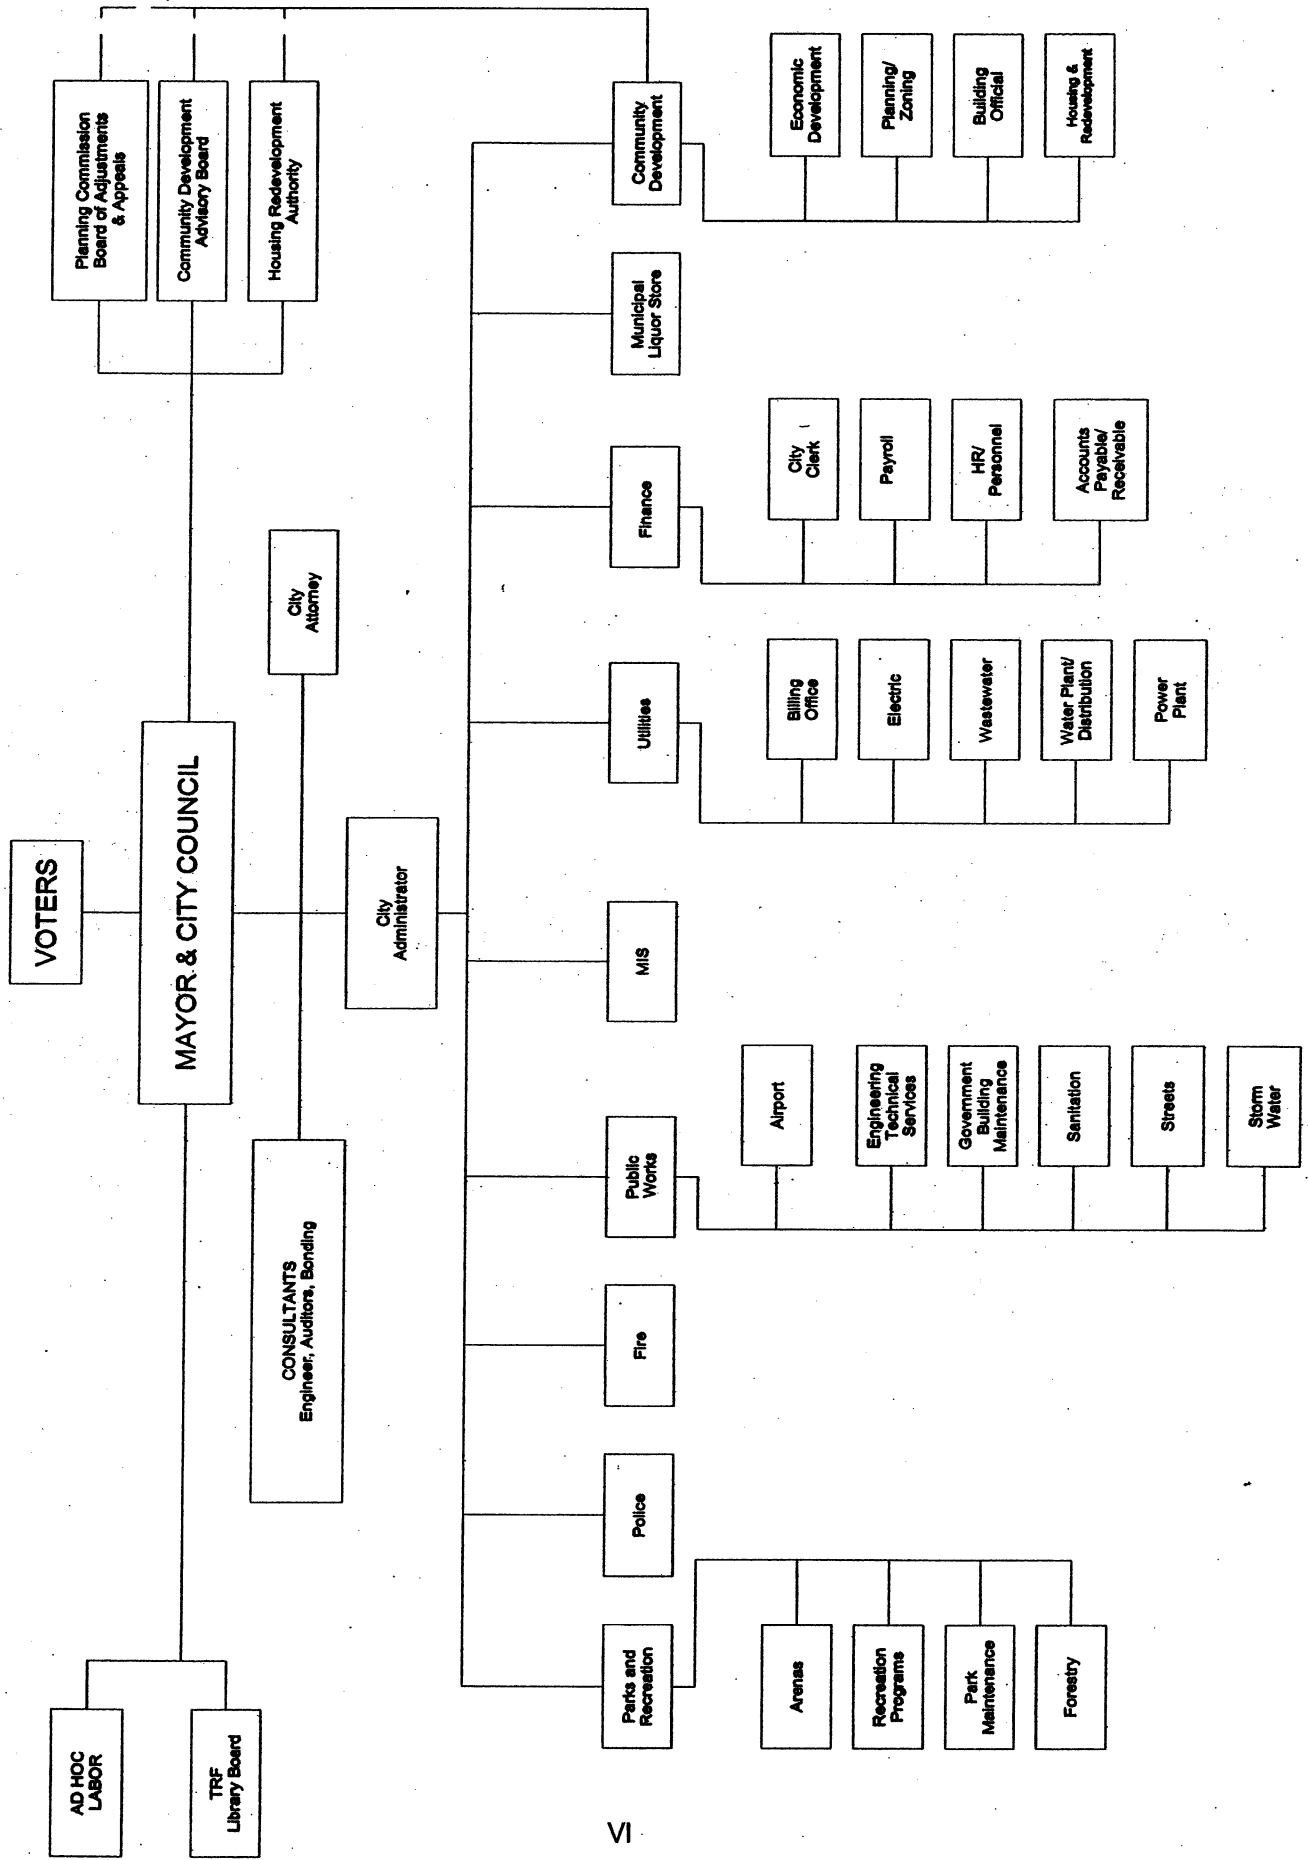 VOTERS
MAYOR & CITY COUNCIL
AD HOC
LABOR
TRF
Library Board
Planning Commission
Board of Adjustments
& Appeals
Community Development
Advisory Board
Housing Redevelopment
Authority
CONSULTANTS
Engineer, Auditors, Bonding
City
Attorney
City
Administrator
Parks and
Recreation
Police
Fire
Public
Works
MIS
Utilities
Finance
Municipal
Liquor Store
Community
Development
Arenas
Recreation
Programs
Park
Maintenance
Forestry
Airport
Engineering
Technical
Services
Government
Building
Maintenance
Sanitation
Streets
Storm
Water
Billing
Office
Electric
Wastewater
Water Plant/
Distribution
Power
Plant
City
Clerk
Payroll
HR/
Personnel
Accounts
Payable/
Receivable
Economic
Development
Planning/
Zoning
Building
Official
Housing &
Redevelopment
VI